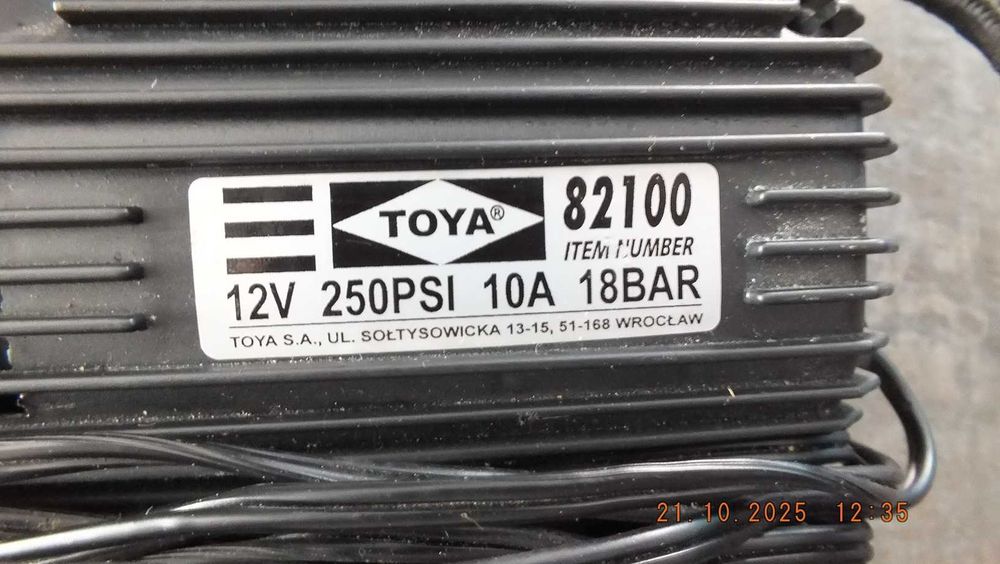 TOYA®
82100
ITEM NUMBER
12V 250PSI 10A 18BAR
TOYA S.A., UL. SOŁTYSOWICKA 13-15, 51-168 WROCŁAW
21.10.2025 12:35